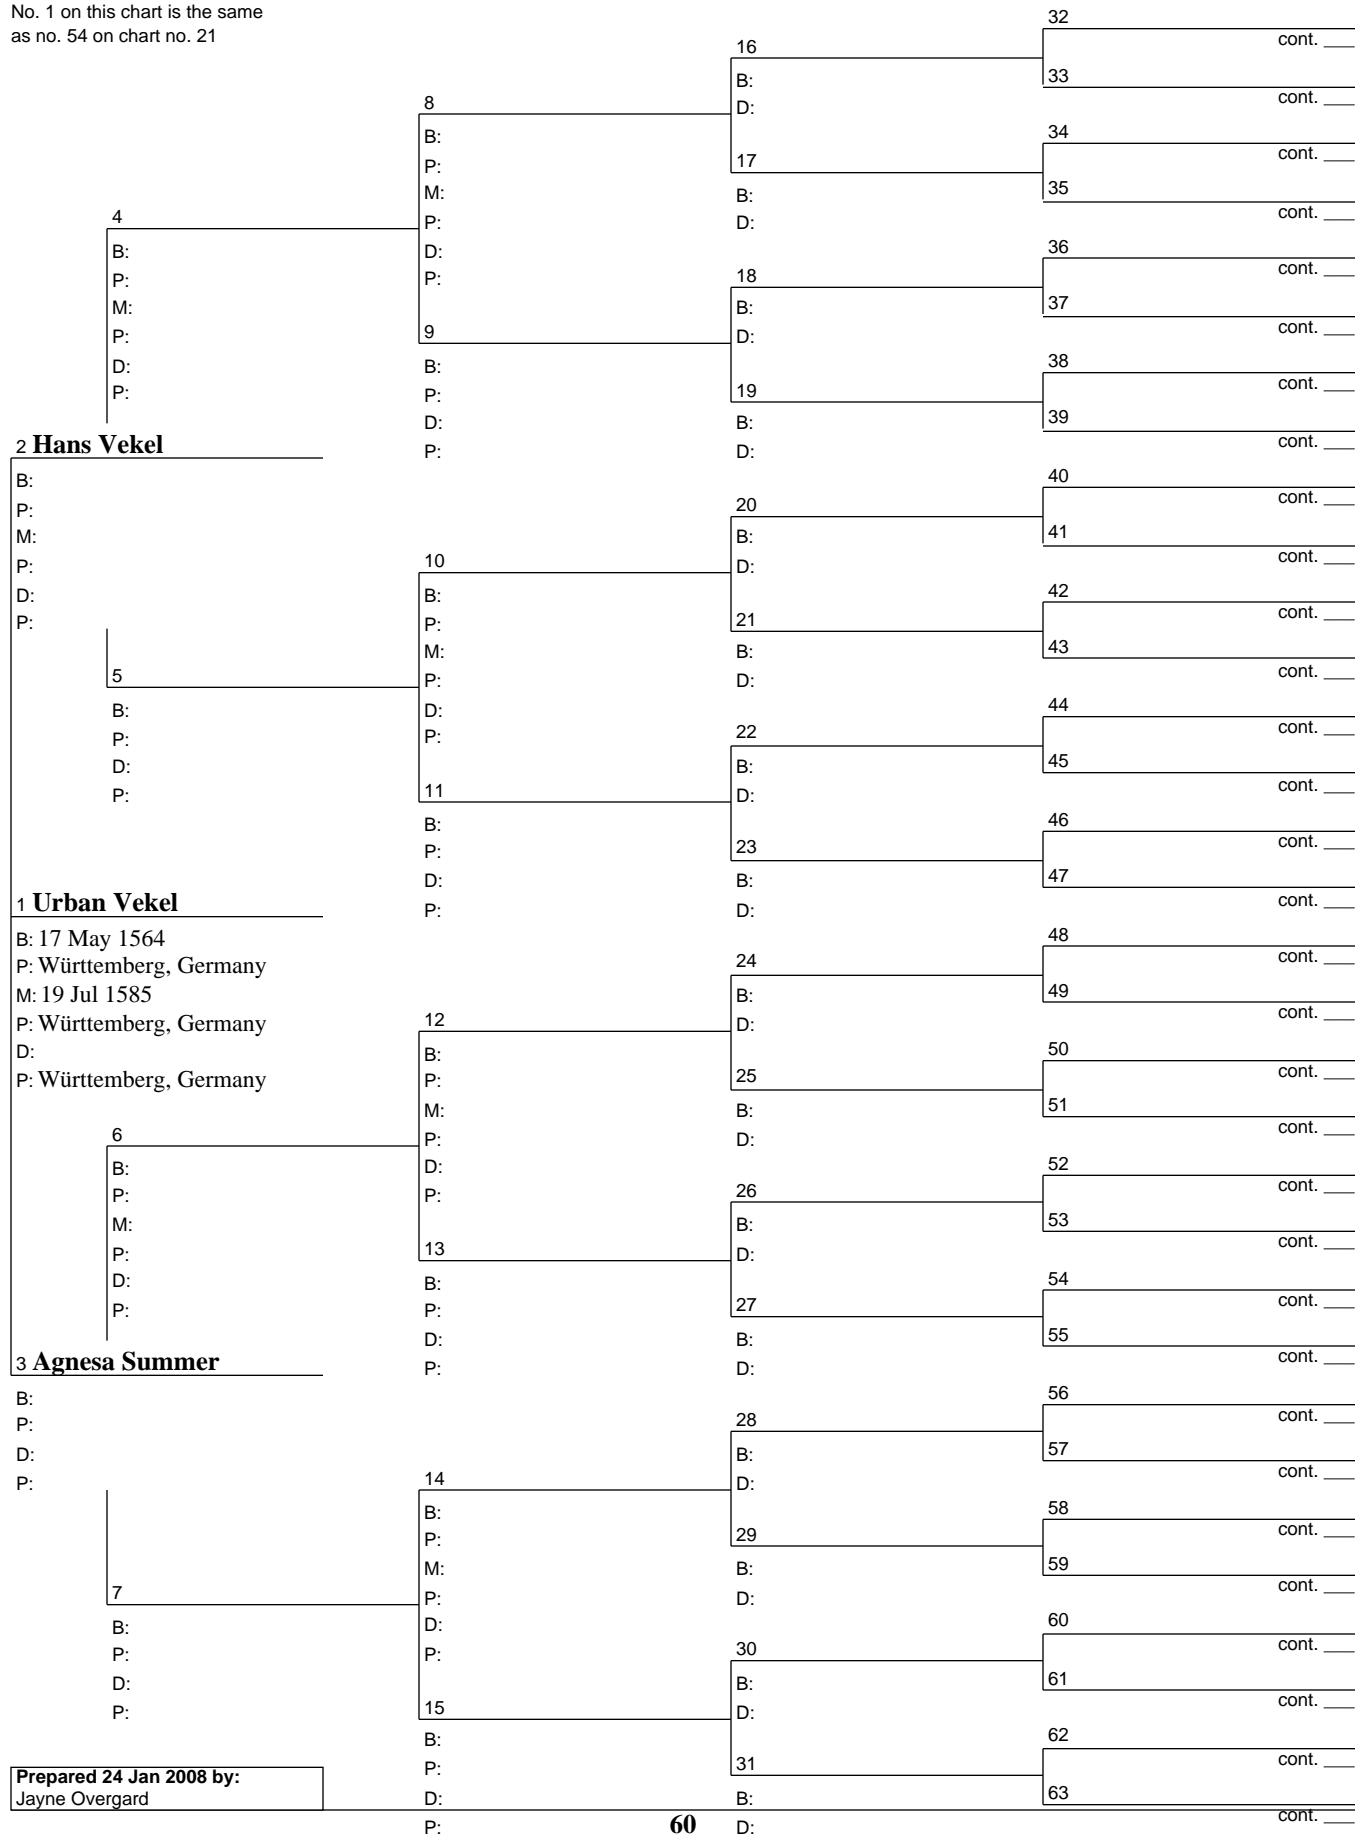 No. 1 on this chart is the same
as no. 54 on chart no. 21
4
B:
P:
M:
P:
D:
P:
2 Hans Vekel
B:
P:
M:
P:
D:
P:
5
B:
P:
D:
P:
1 Urban Vekel
B: 17 May 1564
P: Württemberg, Germany
M: 19 Jul 1585
P: Württemberg, Germany
D:
P: Württemberg, Germany
6
B:
P:
M:
P:
D:
P:
3 Agnesa Summer
B:
P:
D:
P:
7
B:
P:
D:
P:
8
B:
P:
M:
P:
D:
P:
9
B:
P:
D:
P:
10
B:
P:
M:
P:
D:
P:
11
B:
P:
D:
P:
12
B:
P:
M:
P:
D:
P:
13
B:
P:
D:
P:
14
B:
P:
M:
P:
D:
P:
15
B:
P:
D:
P:
16
B:
D:
17
B:
D:
18
B:
D:
19
B:
D:
20
B:
D:
21
B:
D:
22
B:
D:
23
B:
D:
24
B:
D:
25
B:
D:
26
B:
D:
27
B:
D:
28
B:
D:
29
B:
D:
30
B:
D:
31
B:
D:
32
cont. ___
33
cont. ___
34
cont. ___
35
cont. ___
36
cont. ___
37
cont. ___
38
cont. ___
39
cont. ___
40
cont. ___
41
cont. ___
42
cont. ___
43
cont. ___
44
cont. ___
45
cont. ___
46
cont. ___
47
cont. ___
48
cont. ___
49
cont. ___
50
cont. ___
51
cont. ___
52
cont. ___
53
cont. ___
54
cont. ___
55
cont. ___
56
cont. ___
57
cont. ___
58
cont. ___
59
cont. ___
60
cont. ___
61
cont. ___
62
cont. ___
63
cont. ___
Prepared 24 Jan 2008 by:
Jayne Overgard
60